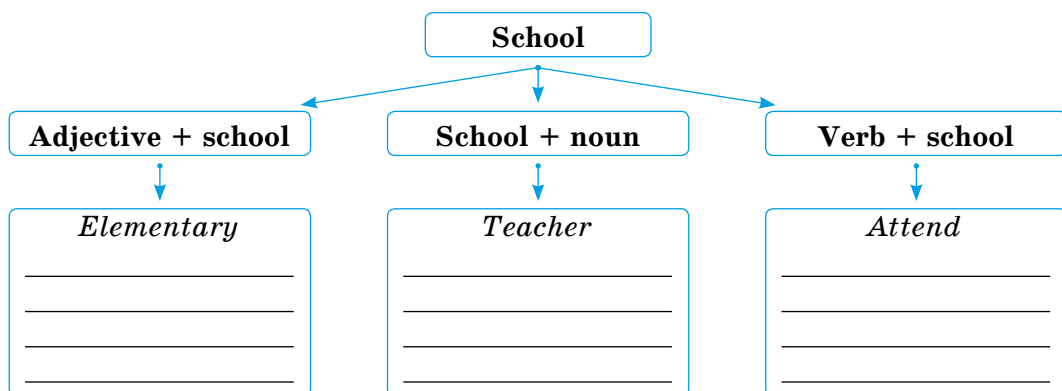 School
Adjective + school
School + noun
Verb + school
Elementary
Teacher
Attend